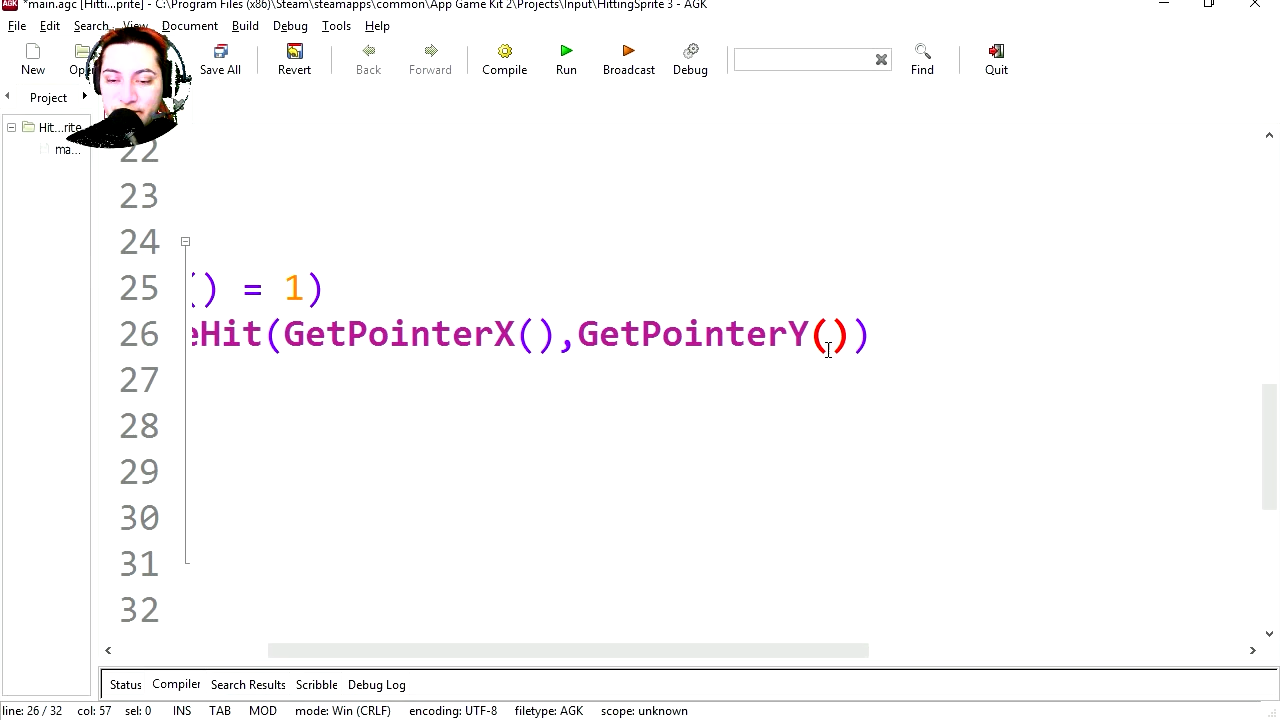 *main.agc [Hitti...prite] - C:\Program Files (x86)\Steam\steamapps\common\App Game Kit 2\Projects\Input\HittingSprite 3 - AGK
File Edit Search View Document Build Debug Tools Help
New Open Save All Revert Back Forward Compile Run Broadcast Debug Find Quit
Project
Hit...rite
ma...
22
23
24
25 () = 1)
26 eHit(GetPointerX(),GetPointerY())
27
28
29
30
31
32
Status Compiler Search Results Scribble Debug Log
line: 26 / 32 col: 57 sel: 0 INS TAB MOD mode: Win (CRLF) encoding: UTF-8 filetype: AGK scope: unknown